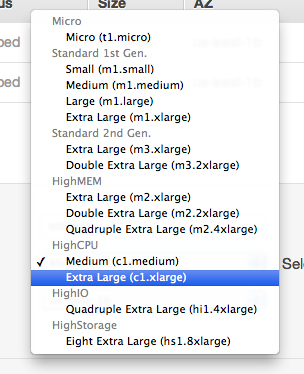 us Size AZ
Micro
Micro (t1.micro)
ped
Standard 1st Gen.
Small (m1.small)
ped
Medium (m1.medium)
Large (m1.large)
Extra Large (m1.xlarge)
Standard 2nd Gen.
Extra Large (m3.xlarge)
Double Extra Large (m3.2xlarge)
HighMEM
Extra Large (m2.xlarge)
Double Extra Large (m2.2xlarge)
Quadruple Extra Large (m2.4xlarge)
HighCPU
✓ Medium (c1.medium)
Sele
Extra Large (c1.xlarge)
HighIO
Quadruple Extra Large (hi1.4xlarge)
HighStorage
Eight Extra Large (hs1.8xlarge)